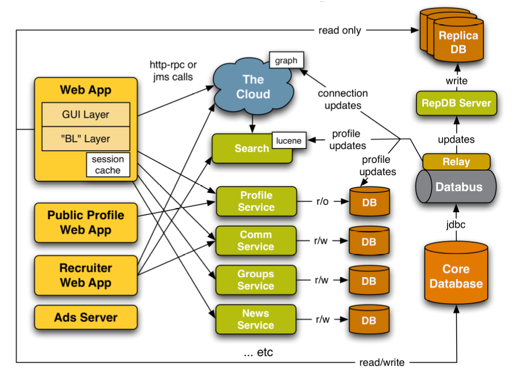 read only
Replica
DB
http-rpc or
jms calls
graph
The
Cloud
Web App
GUI Layer
"BL" Layer
session
cache
connection
updates
write
RepDB Server
Search
lucene
profile
updates
updates
profile
updates
Relay
Databus
Profile
Service
r/o
DB
Public Profile
Web App
jdbc
Comm
Service
r/w
DB
Recruiter
Web App
Groups
Service
r/w
DB
Core
Database
Ads Server
News
Service
r/w
DB
... etc
read/write